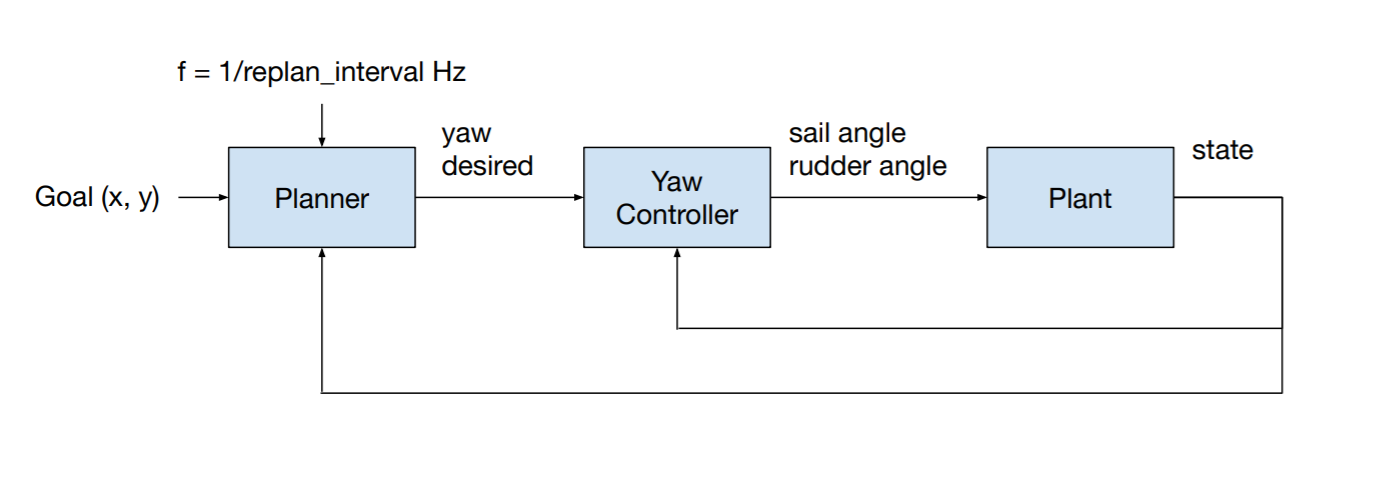 f = 1/replan_interval Hz
Goal (x, y)
Planner
yaw
desired
Yaw
Controller
sail angle
rudder angle
Plant
state